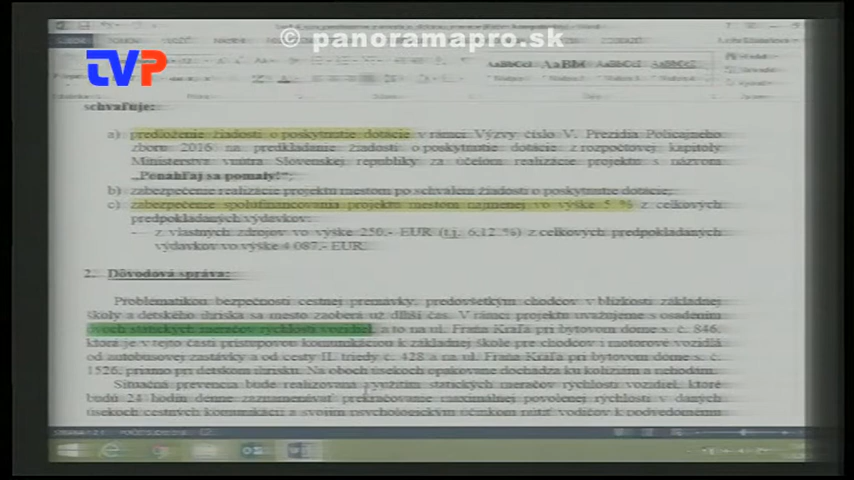 © panoramapro.sk
TVP
AaBbCcI AaBbC AaBbCcI AaBbCcI
schvaľuje:
a) predloženie žiadosti o poskytnutie dotácie v rámci Výzvy číslo V. Prezídia Policajného
zboru 2016 na predkladanie žiadostí o poskytnutie dotácie z rozpočtovej kapitoly
Ministerstva vnútra Slovenskej republiky za účelom realizácie projektu s názvom
„Ponáhľaj sa pomaly!“;
b) zabezpečenie realizácie projektu mestom po schválení žiadosti o poskytnutie dotácie;
c) zabezpečenie spolufinancovania projektu mestom najmenej vo výške 5 % z celkových
predpokladaných výdavkov:
– z vlastných zdrojov vo výške 250,- EUR (t.j. 6,12 %) z celkových predpokladaných
výdavkov vo výške 4 087,- EUR.
2. Dôvodová správa:
Problematikou bezpečnosti cestnej premávky, predovšetkým chodcov v blízkosti základnej
školy a detského ihriska sa mesto zaoberá už dlhší čas. V rámci projektu uvažujeme s osadením
dvoch statických meračov rýchlosti vozidiel, a to na ul. Fraňa Kráľa pri bytovom dome s. č. 846,
ktorá je v tejto časti prístupovou komunikáciou k základnej škole pre chodcov i motorové vozidlá
od autobusovej zastávky a od cesty II. triedy č. 428 a na ul. Fraňa Kráľa pri bytovom dome s. č.
1526, priamo pri detskom ihrisku. Na oboch úsekoch opakovane dochádza ku kolíziám a nehodám.
Situačná prevencia bude realizovaná využitím statických meračov rýchlosti vozidiel, ktoré
budú 24 hodín denne zaznamenávať prekračovanie maximálnej povolenej rýchlosti v daných
úsekoch cestných komunikácií a svojím psychologickým účinkom nútiť vodičov k podvedomému